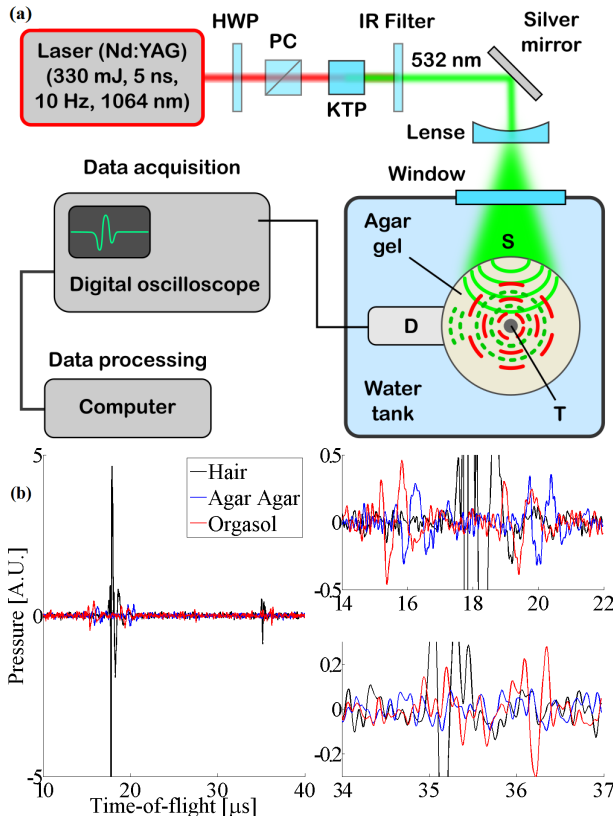 (a)
HWP
PC
IR Filter
Silver
mirror
Laser (Nd:YAG)
(330 mJ, 5 ns,
10 Hz, 1064 nm)
532 nm
KTP
Lense
Data acquisition
Window
Agar
gel
S
Digital oscilloscope
D
Data processing
Computer
Water
tank
T
(b)
5
0
-5
10
20
30
40
Pressure [A.U.]
Time-of-flight [µs]
Hair
Agar Agar
Orgasol
0.5
0
-0.5
14
16
18
20
22
0.2
0
-0.2
34
35
36
37